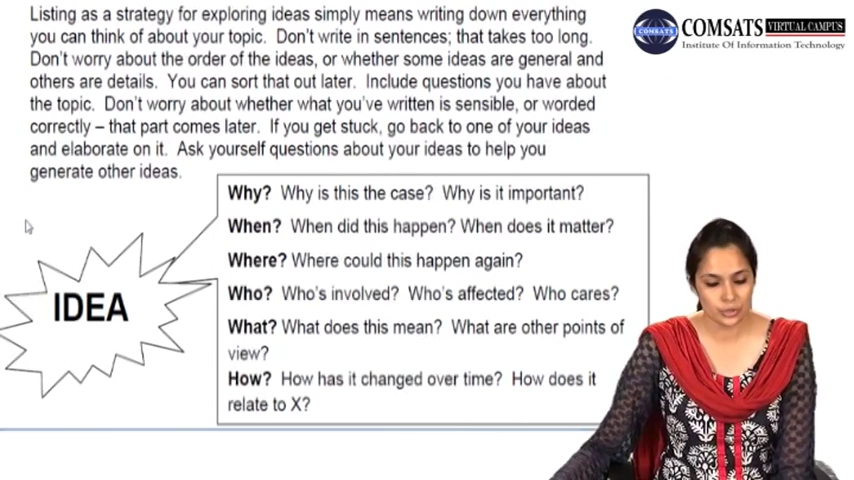 Listing as a strategy for exploring ideas simply means writing down everything
you can think of about your topic. Don't write in sentences; that takes too long.
Don't worry about the order of the ideas, or whether some ideas are general and
others are details. You can sort that out later. Include questions you have about
the topic. Don't worry about whether what you've written is sensible, or worded
correctly – that part comes later. If you get stuck, go back to one of your ideas
and elaborate on it. Ask yourself questions about your ideas to help you
generate other ideas.
Why? Why is this the case? Why is it important?
When? When did this happen? When does it matter?
Where? Where could this happen again?
Who? Who's involved? Who's affected? Who cares?
What? What does this mean? What are other points of
view?
How? How has it changed over time? How does it
relate to X?
IDEA
COMSATS
COMSATS VIRTUAL CAMPUS
Institute Of Information Technology